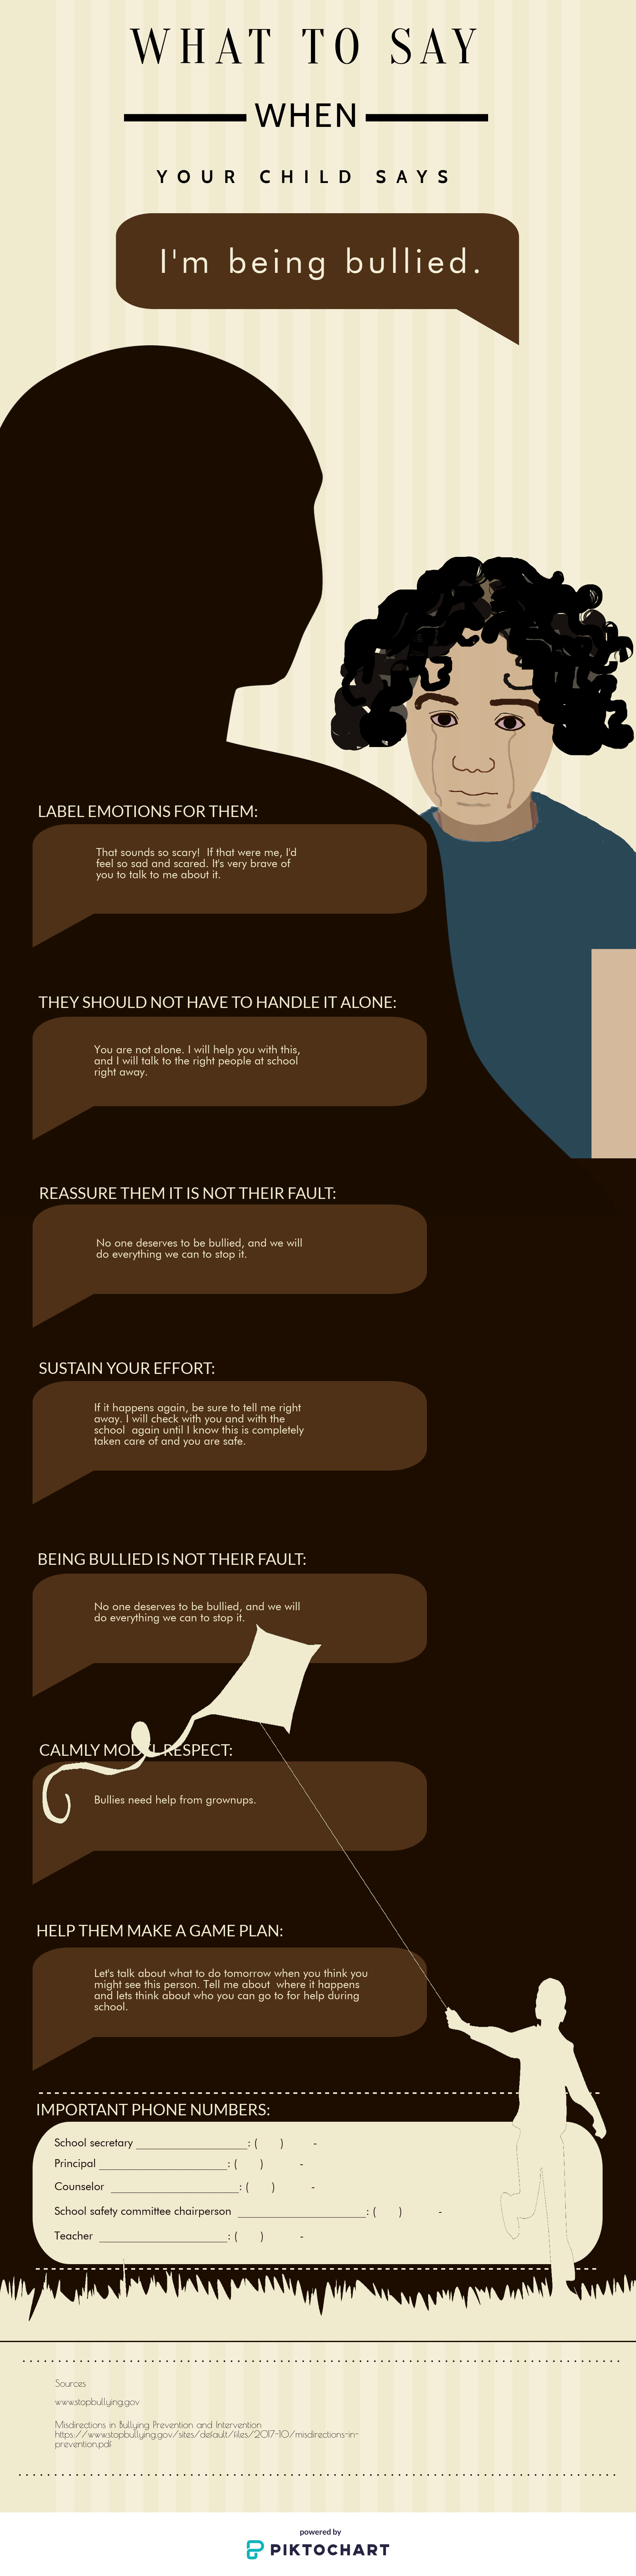 WHAT TO SAY
WHEN
YOUR CHILD SAYS
I'm being bullied.
LABEL EMOTIONS FOR THEM:
That sounds so scary!  If that were me, I'd
feel so sad and scared. It's very brave of
you to talk to me about it.
THEY SHOULD NOT HAVE TO HANDLE IT ALONE:
You are not alone. I will help you with this,
and I will talk to the right people at school
right away.
REASSURE THEM IT IS NOT THEIR FAULT:
No one deserves to be bullied, and we will
do everything we can to stop it.
SUSTAIN YOUR EFFORT:
If it happens again, be sure to tell me right
away. I will check with you and with the
school  again until I know this is completely
taken care of and you are safe.
BEING BULLIED IS NOT THEIR FAULT:
No one deserves to be bullied, and we will
do everything we can to stop it.
CALMLY MODEL RESPECT:
Bullies need help from grownups.
HELP THEM MAKE A GAME PLAN:
Let's talk about what to do tomorrow when you think you
might see this person. Tell me about  where it happens
and lets think about who you can go to for help during
school.
IMPORTANT PHONE NUMBERS:
School secretary ____________________: (       )         -
Principal _______________________: (       )           -
Counselor  _______________________: (       )           -
School safety committee chairperson  _______________________: (       )           -
Teacher  _______________________: (       )           -
Sources
www.stopbullying.gov
Misdirections in Bullying Prevention and Intervention
https://www.stopbullying.gov/sites/default/files/2017-10/misdirections-in-
prevention.pdf
powered by
PIKTOCHART